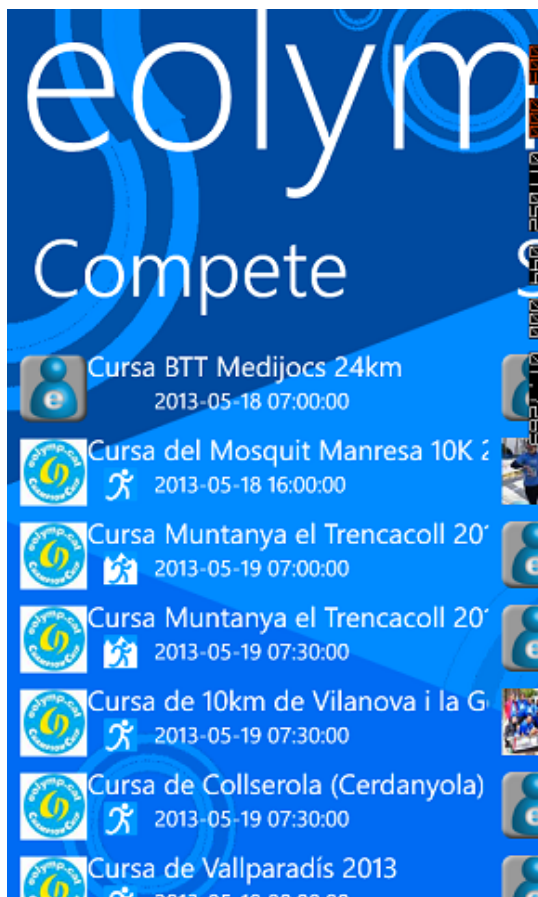 eolym
Compete
Cursa BTT Medijocs 24km
2013-05-18 07:00:00
Cursa del Mosquit Manresa 10K 2
2013-05-18 16:00:00
Cursa Muntanya el Trencacoll 201
2013-05-19 07:00:00
Cursa Muntanya el Trencacoll 201
2013-05-19 07:30:00
Cursa de 10km de Vilanova i la G
2013-05-19 07:30:00
Cursa de Collserola (Cerdanyola)
2013-05-19 07:30:00
Cursa de Vallparadís 2013